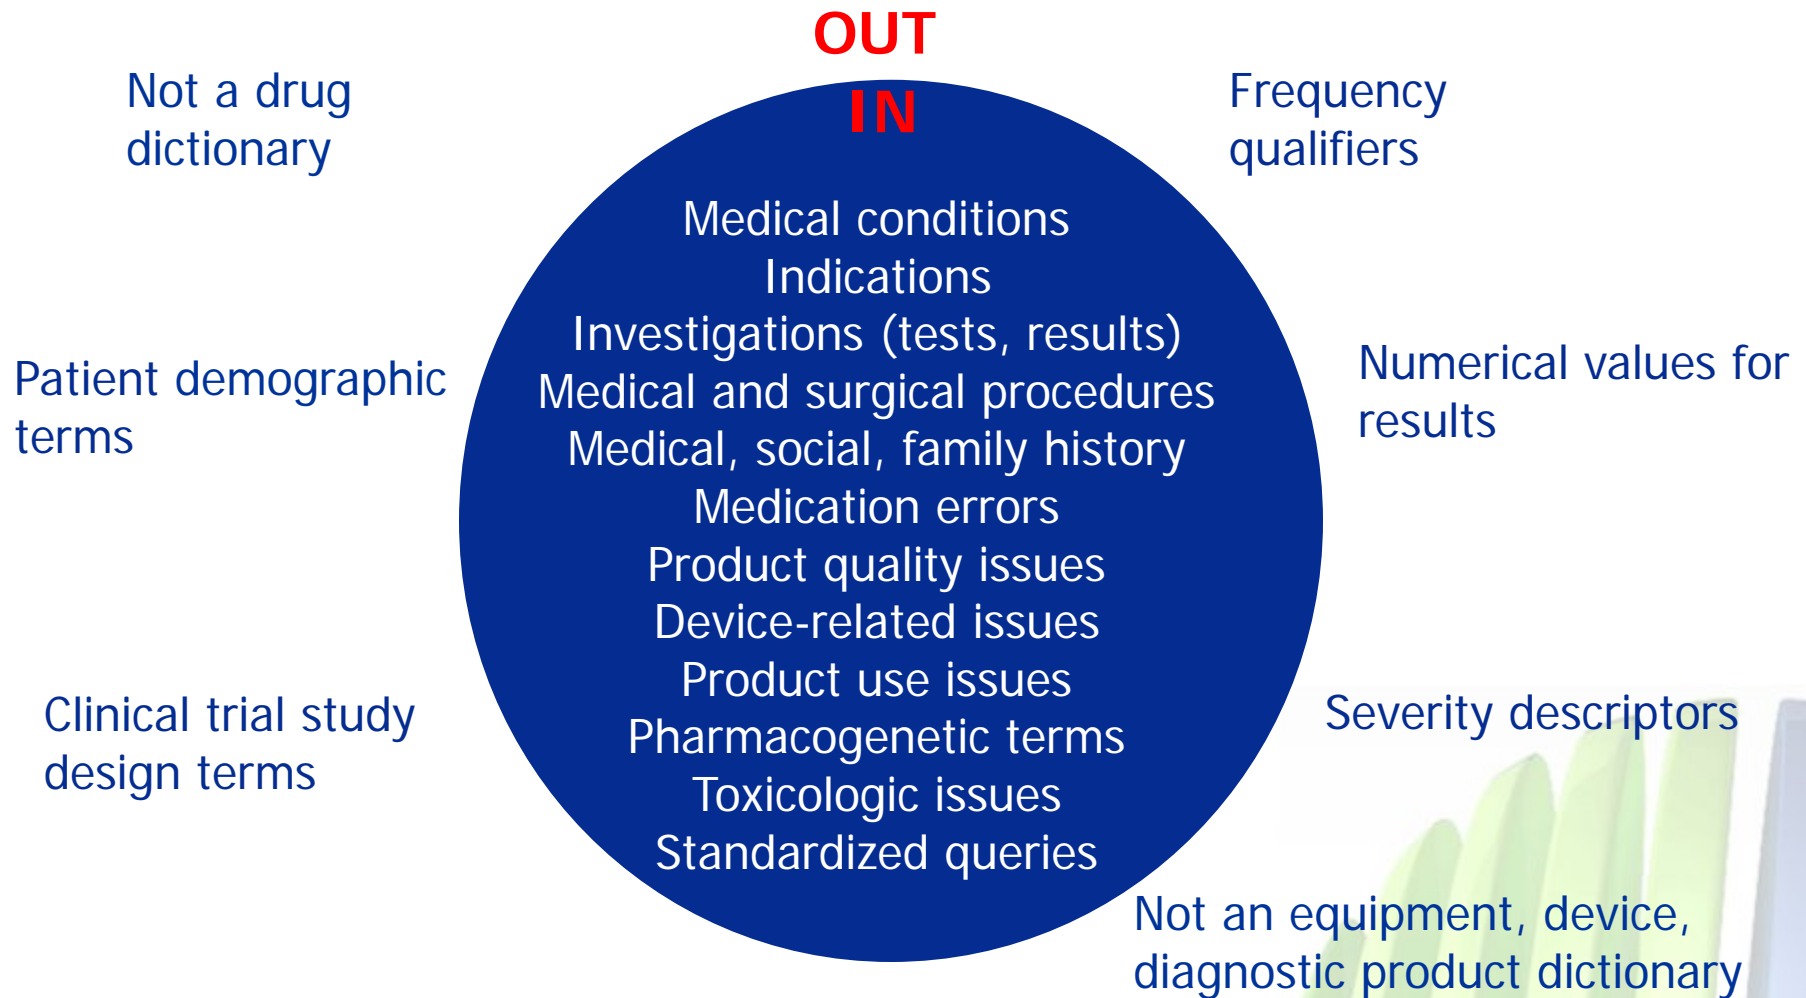 OUT
IN
Not a drug
dictionary
Frequency
qualifiers
Medical conditions
Indications
Investigations (tests, results)
Medical and surgical procedures
Medical, social, family history
Medication errors
Product quality issues
Device-related issues
Product use issues
Pharmacogenetic terms
Toxicologic issues
Standardized queries
Patient demographic
terms
Numerical values for
results
Clinical trial study
design terms
Severity descriptors
Not an equipment, device,
diagnostic product dictionary